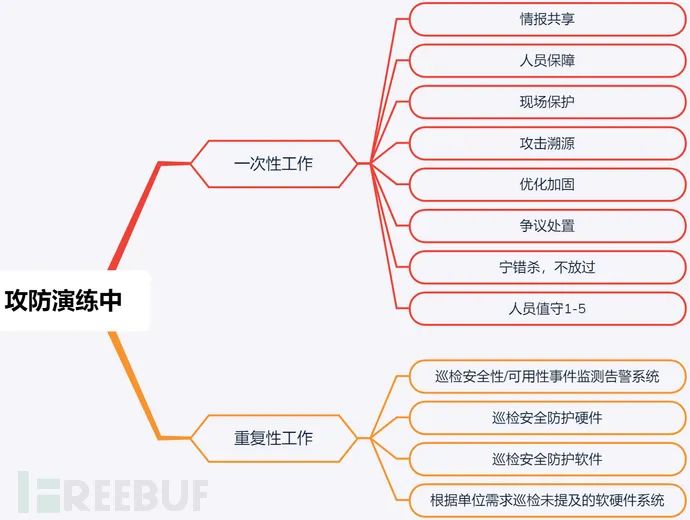 情报共享
人员保障
现场保护
攻击溯源
一次性工作
优化加固
争议处置
宁错杀，不放过
人员值守1-5
攻防演练中
巡检安全性/可用性事件监测告警系统
巡检安全防护硬件
重复性工作
巡检安全防护软件
根据单位需求巡检未提及的软硬件系统
FREEBUF